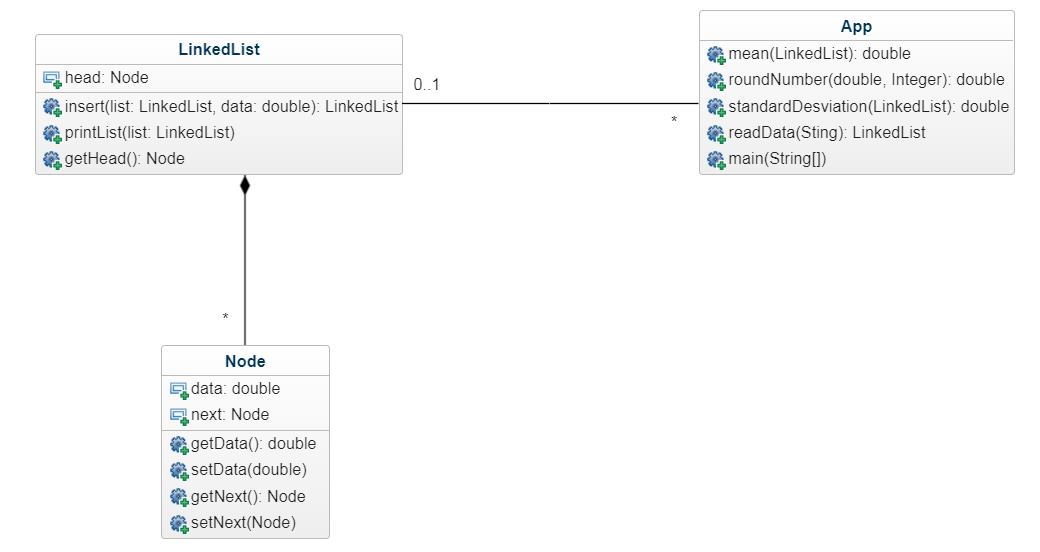 LinkedList
head: Node
insert(list: LinkedList, data: double): LinkedList
printList(list: LinkedList)
getHead(): Node
0..1
*
App
mean(LinkedList): double
roundNumber(double, Integer): double
standardDesviation(LinkedList): double
readData(Sting): LinkedList
main(String[])
*
Node
data: double
next: Node
getData(): double
setData(double)
getNext(): Node
setNext(Node)